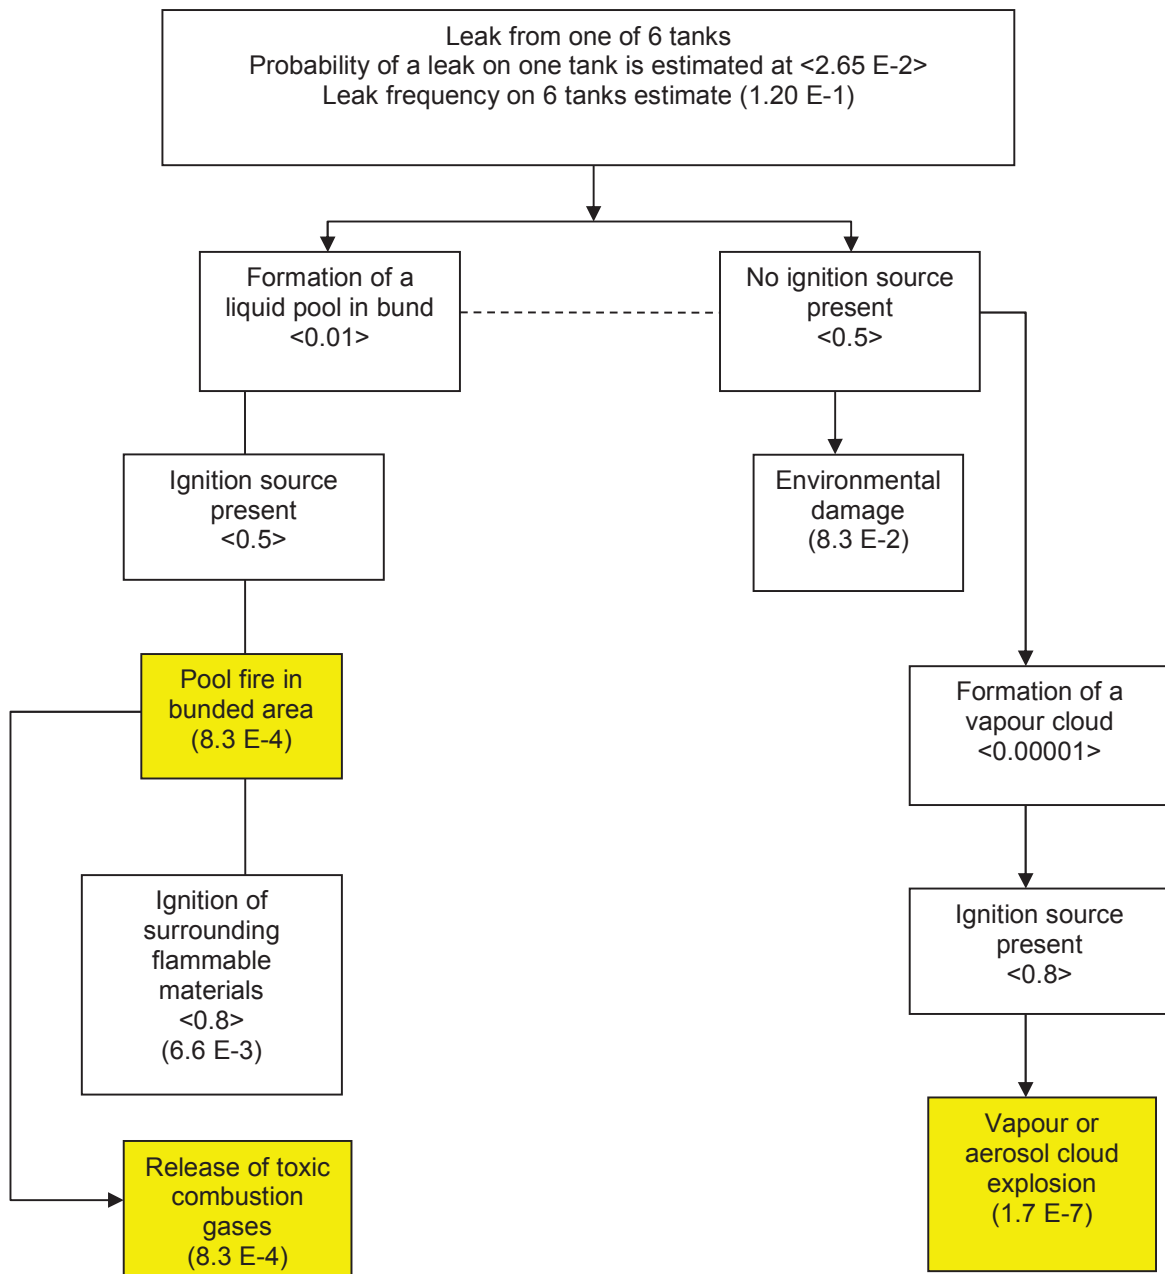 Leak from one of 6 tanks
Probability of a leak on one tank is estimated at <2.65 E-2>
Leak frequency on 6 tanks estimate (1.20 E-1)
Formation of a
liquid pool in bund
<0.01>
No ignition source
present
<0.5>
Ignition source
present
<0.5>
Environmental
damage
(8.3 E-2)
Pool fire in
bunded area
(8.3 E-4)
Formation of a
vapour cloud
<0.00001>
Ignition of
surrounding
flammable
materials
<0.8>
(6.6 E-3)
Ignition source
present
<0.8>
Release of toxic
combustion
gases
(8.3 E-4)
Vapour or
aerosol cloud
explosion
(1.7 E-7)